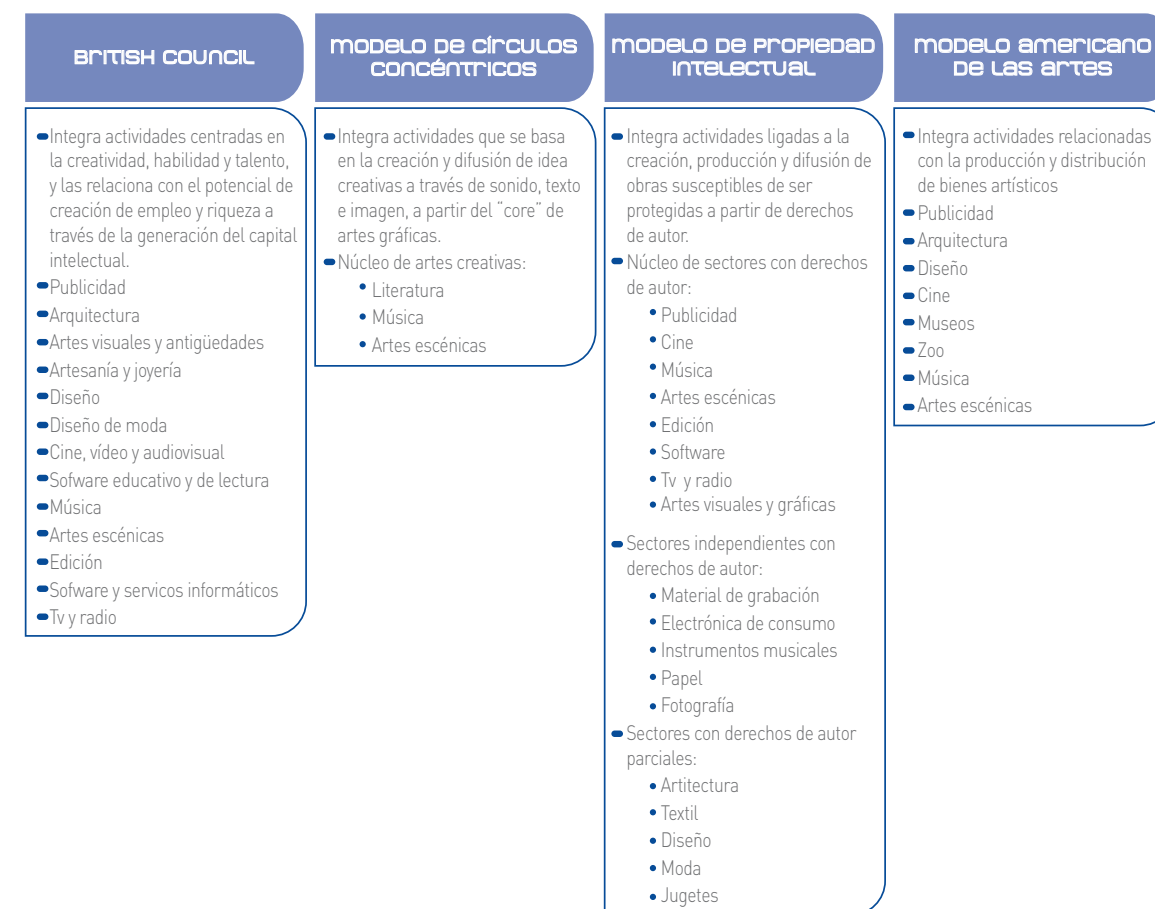 BRITISH COUNCIL
Integra actividades centradas en
la creatividad, habilidad y talento,
y las relaciona con el potencial de
creación de empleo y riqueza a
través de la generación del capital
intelectual.
Publicidad
Arquitectura
Artes visuales y antigüedades
Artesanía y joyería
Diseño
Diseño de moda
Cine, vídeo y audiovisual
Sofware educativo y de lectura
Música
Artes escénicas
Edición
Sofware y servicos informáticos
Tv y radio
MODELO DE CÍRCULOS
CONCÉNTRICOS
Integra actividades que se basa
en la creación y difusión de idea
creativas a través de sonido, texto
e imagen, a partir del "core" de
artes gráficas.
Núcleo de artes creativas:
Literatura
Música
Artes escénicas
MODELO DE PROPIEDAD
INTELECTUAL
Integra actividades ligadas a la
creación, producción y difusión de
obras susceptibles de ser
protegidas a partir de derechos
de autor.
Núcleo de sectores con derechos
de autor:
Publicidad
Cine
Música
Artes escénicas
Edición
Software
Tv y radio
Artes visuales y gráficas
Sectores independientes con
derechos de autor:
Material de grabación
Electrónica de consumo
Instrumentos musicales
Papel
Fotografía
Sectores con derechos de autor
parciales:
Artitectura
Textil
Diseño
Moda
Jugetes
MODELO AMERICANO
DE LAS ARTES
Integra actividades relacionadas
con la producción y distribución
de bienes artísticos
Publicidad
Arquitectura
Diseño
Cine
Museos
Zoo
Música
Artes escénicas